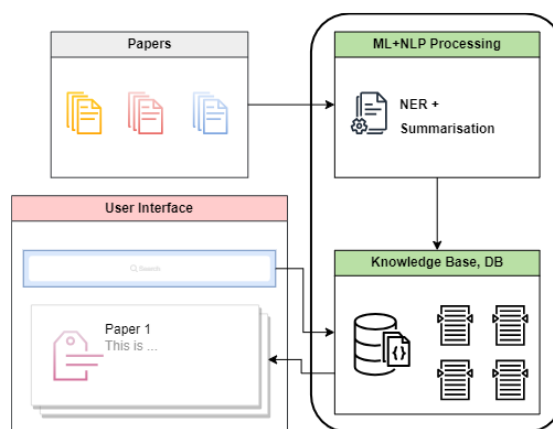 Papers
ML+NLP Processing
NER +
Summarisation
User Interface
Search
Knowledge Base, DB
Paper 1
This is ...
{}